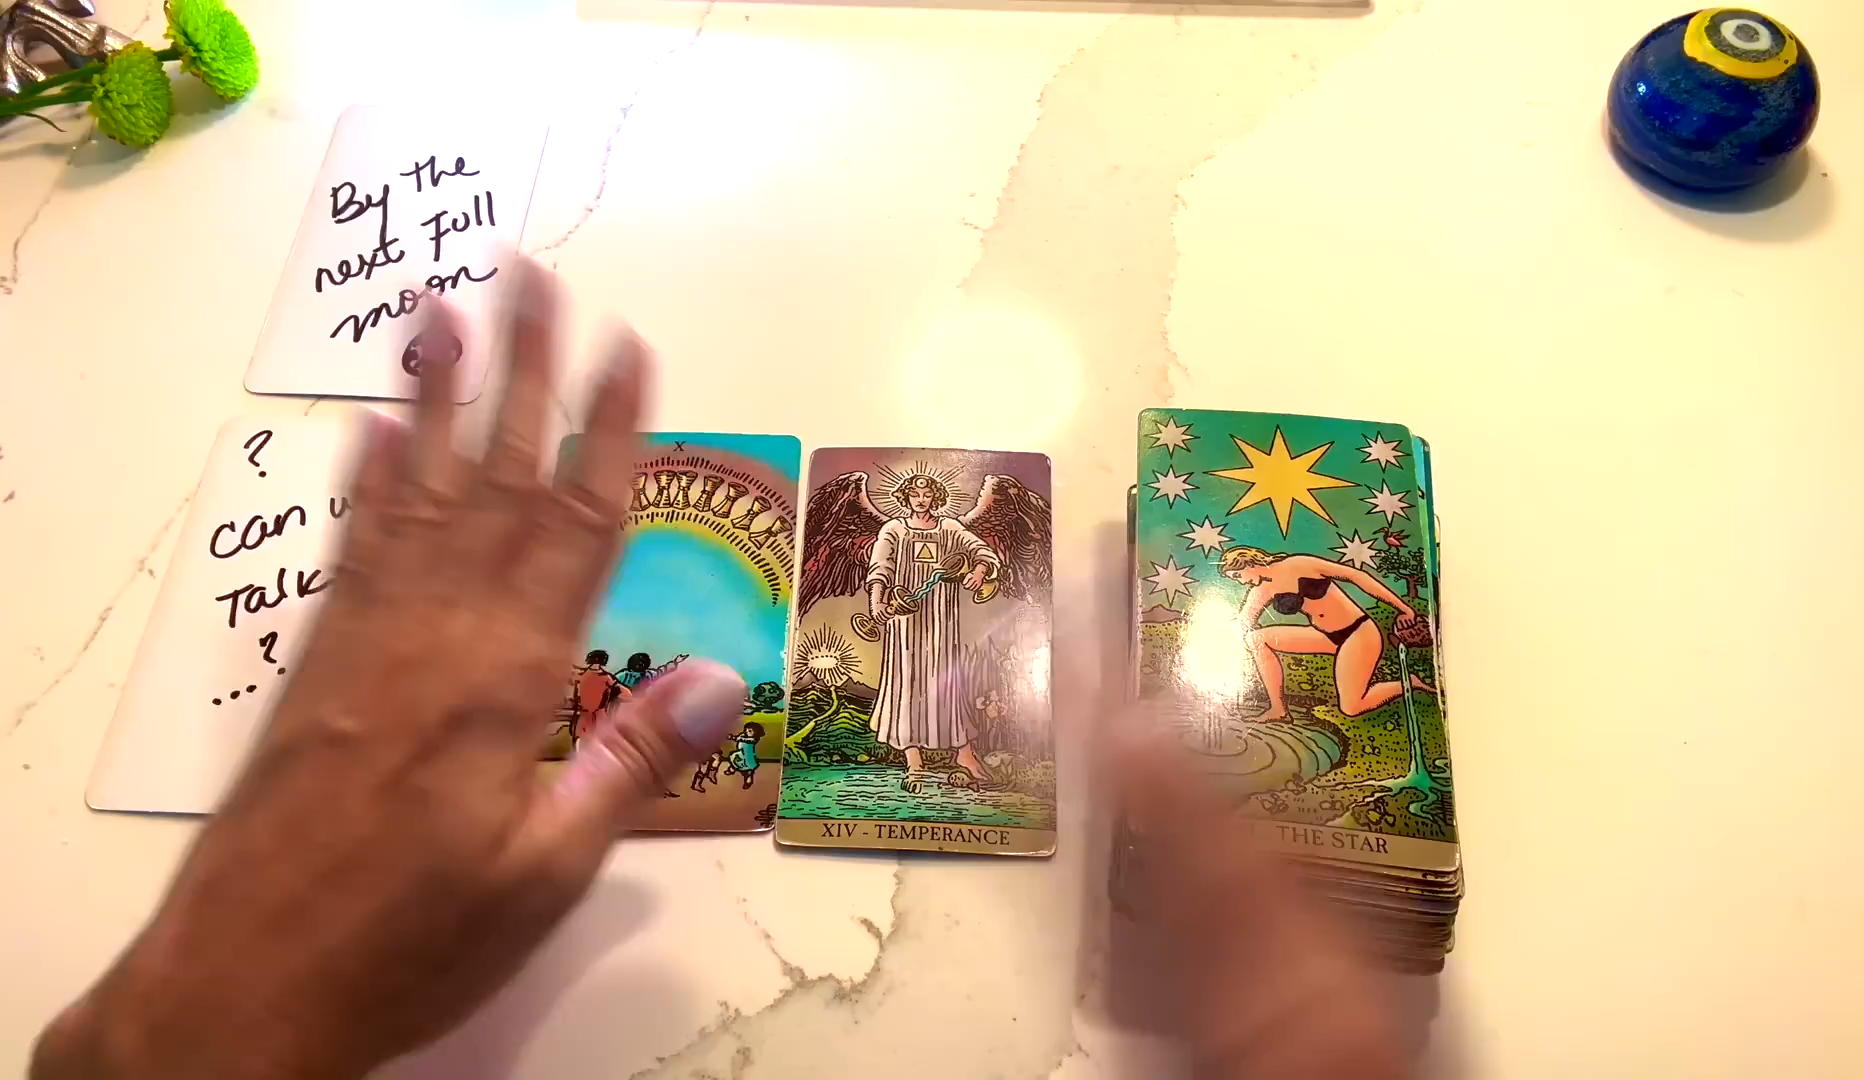 By the
next Full
moon
?
can
Talk
... ?
X
XIV - TEMPERANCE
THE STAR